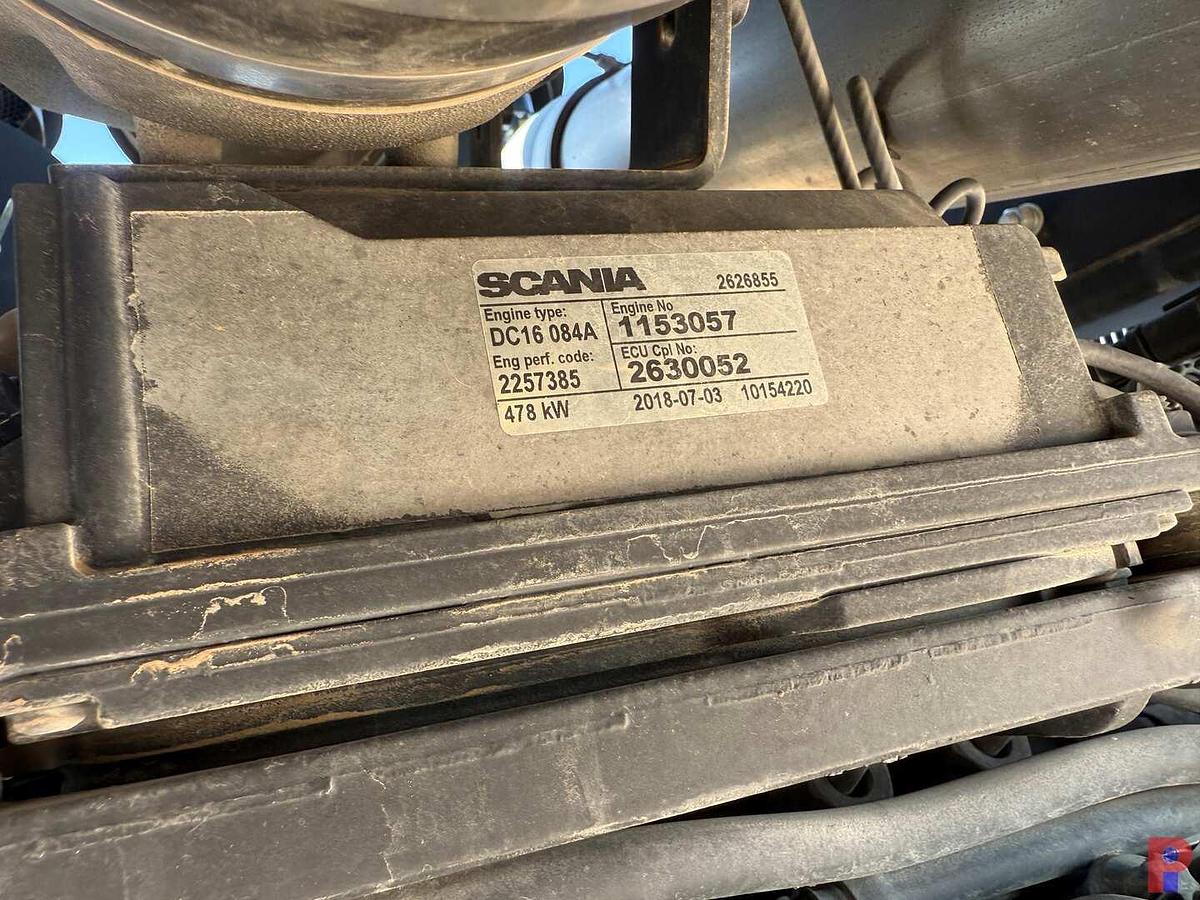 SCANIA 2626855
Engine type: Engine No
DC16 084A 1153057
Eng perf. code: ECU Cpl No:
2257385 2630052
478 kW 2018-07-03 10154220